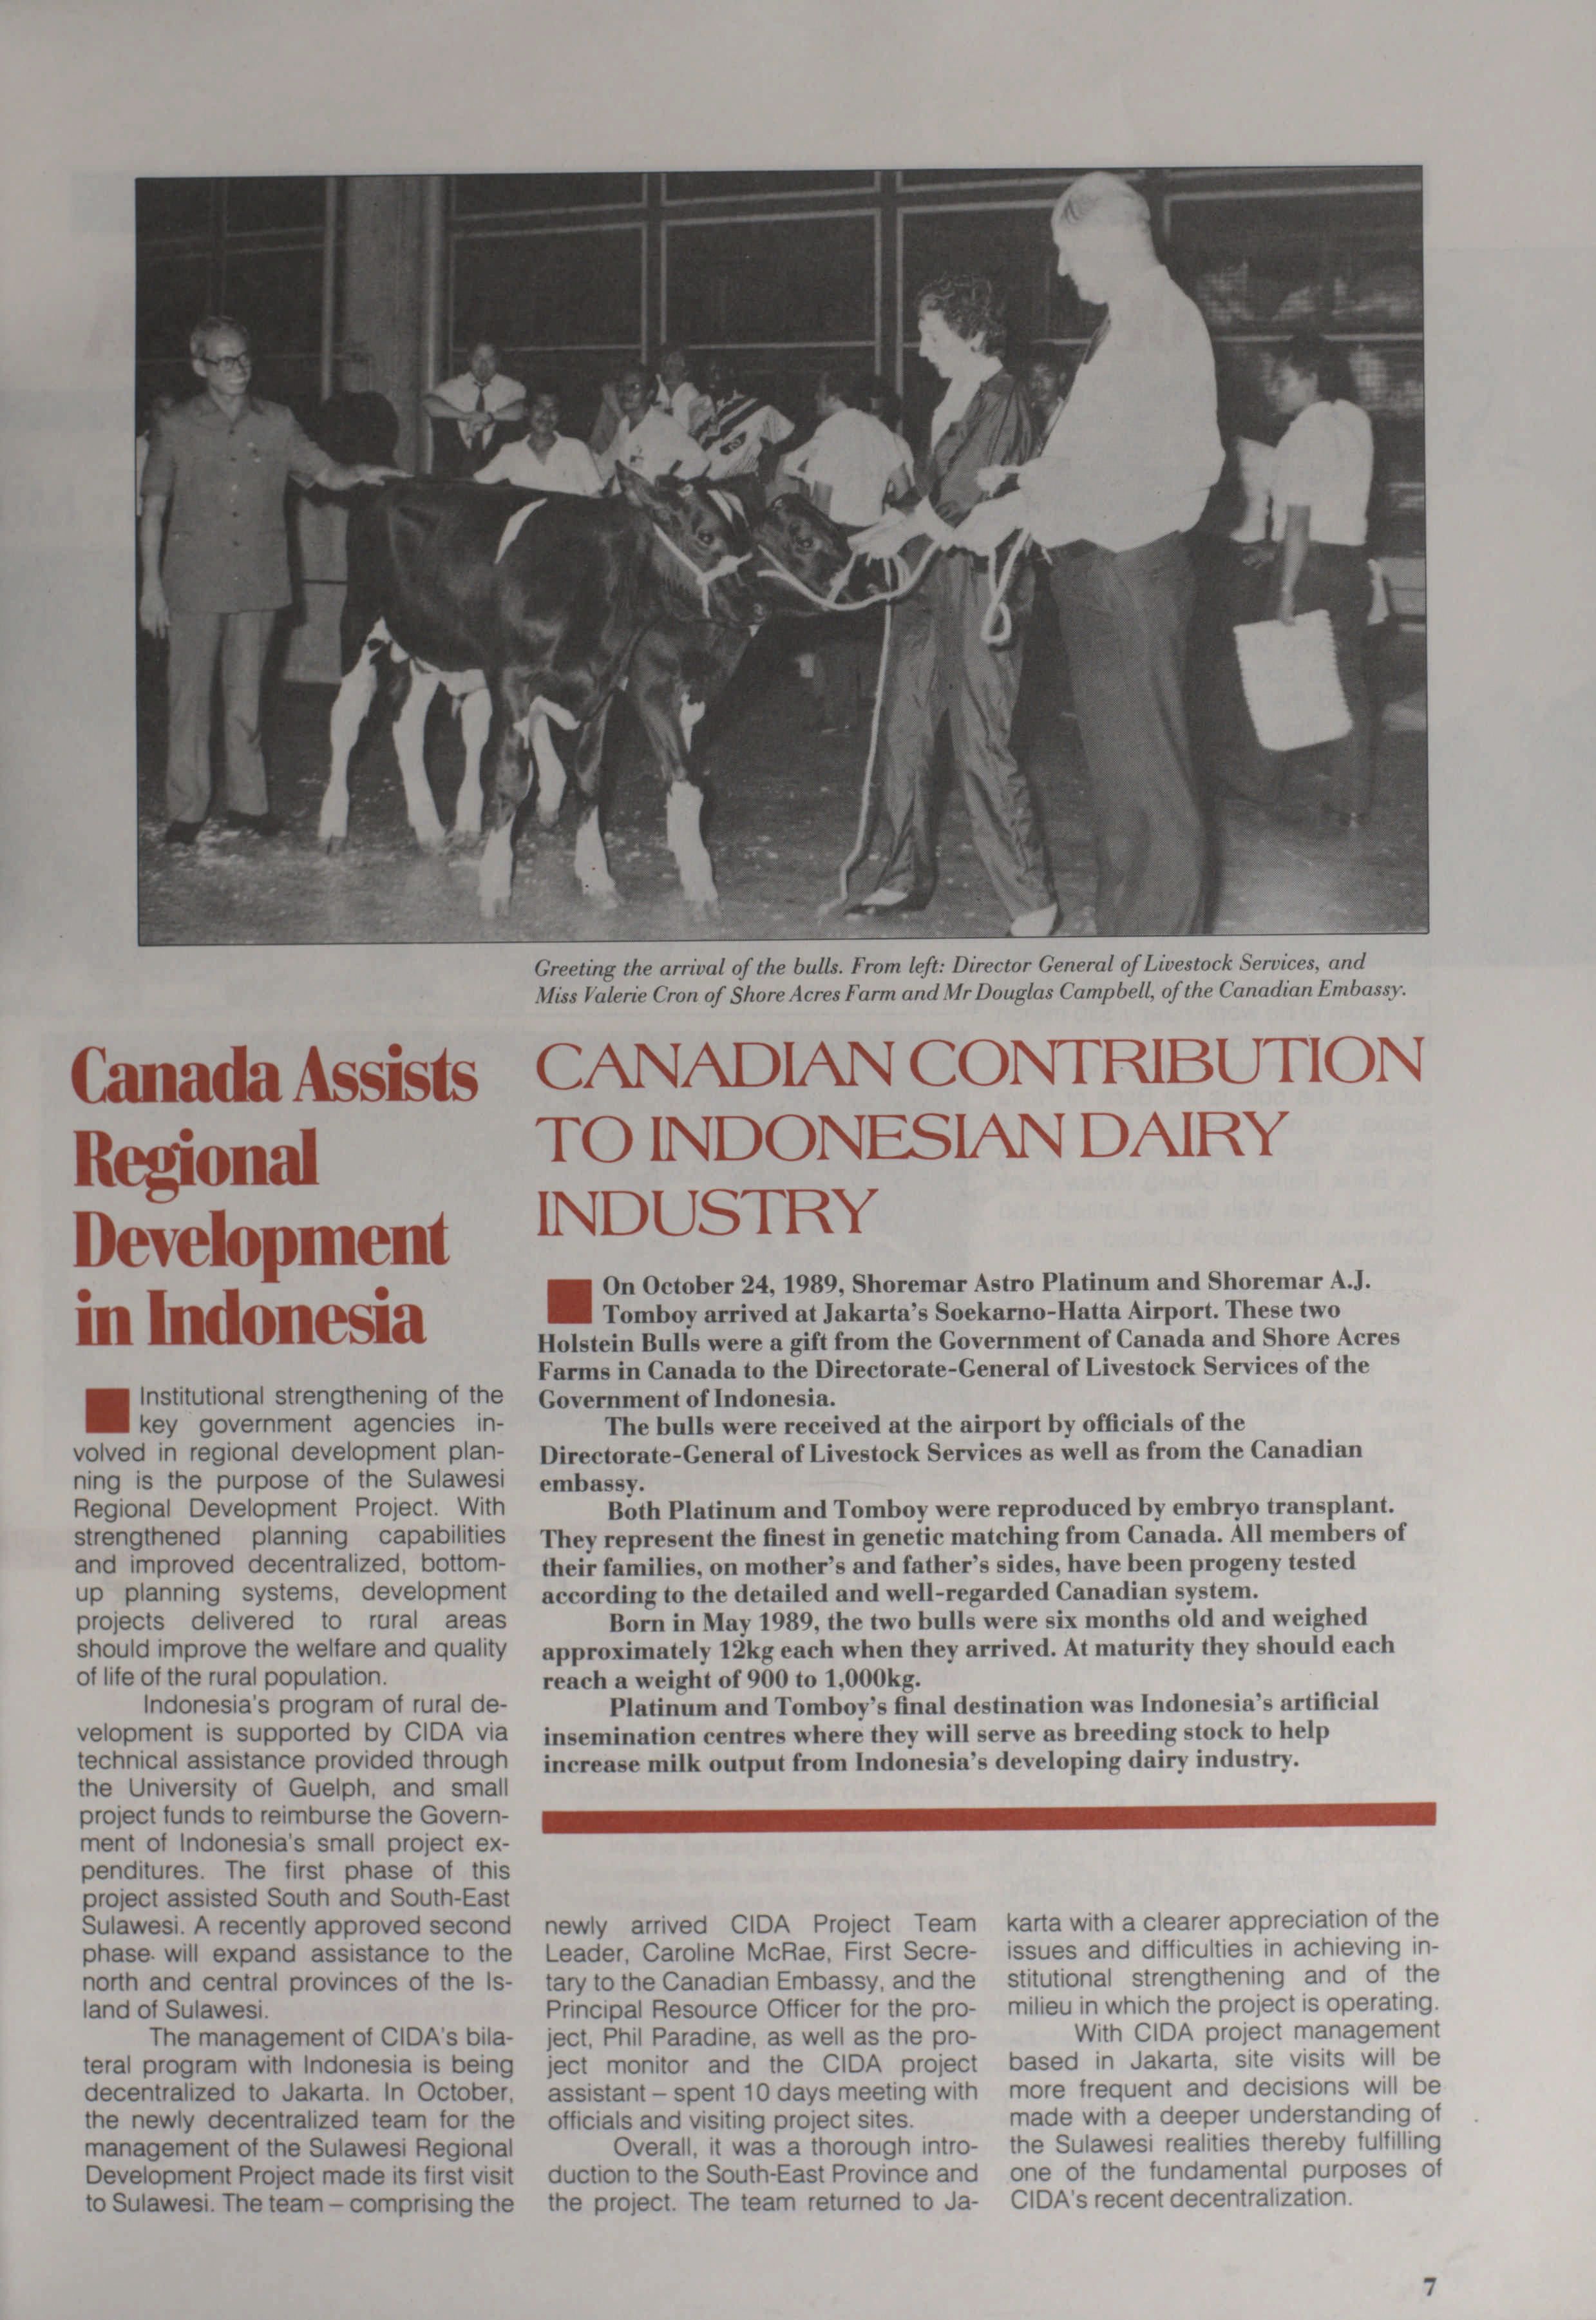 Greeting the arrival of the bulls. From left: Director General of Livestock Services, and
Miss Valerie Cron of Shore Acres Farm and Mr Douglas Campbell, of the Canadian Embassy.
Canada Assists
Regional
Development
in Indonesia
Institutional strengthening of the
key government agencies in-
volved in regional development plan-
ning is the purpose of the Sulawesi
Regional Development Project. With
strengthened planning capabilities
and improved decentralized, bottom-
up planning systems, development
projects delivered to rural areas
should improve the welfare and quality
of life of the rural population.
Indonesia's program of rural de-
velopment is supported by CIDA via
technical assistance provided through
the University of Guelph, and small
project funds to reimburse the Govern-
ment of Indonesia's small project ex-
penditures. The first phase of this
project assisted South and South-East
Sulawesi. A recently approved second
phase will expand assistance to the
north and central provinces of the Is-
land of Sulawesi.
The management of CIDA's bila-
teral program with Indonesia is being
decentralized to Jakarta. In October,
the newly decentralized team for the
management of the Sulawesi Regional
Development Project made its first visit
to Sulawesi. The team – comprising the
newly arrived CIDA Project Team
Leader, Caroline McRae, First Secre-
tary to the Canadian Embassy, and the
Principal Resource Officer for the pro-
ject, Phil Paradine, as well as the pro-
ject monitor and the CIDA project
assistant – spent 10 days meeting with
officials and visiting project sites.
Overall, it was a thorough intro-
duction to the South-East Province and
the project. The team returned to Ja-
karta with a clearer appreciation of the
issues and difficulties in achieving in-
stitutional strengthening and of the
milieu in which the project is operating.
With CIDA project management
based in Jakarta, site visits will be
more frequent and decisions will be
made with a deeper understanding of
the Sulawesi realities thereby fulfilling
one of the fundamental purposes of
CIDA's recent decentralization.
CANADIAN CONTRIBUTION
TO INDONESIAN DAIRY
INDUSTRY
On October 24, 1989, Shoremar Astro Platinum and Shoremar A.J.
Tomboy arrived at Jakarta's Soekarno-Hatta Airport. These two
Holstein Bulls were a gift from the Government of Canada and Shore Acres
Farms in Canada to the Directorate-General of Livestock Services of the
Government of Indonesia.
The bulls were received at the airport by officials of the
Directorate-General of Livestock Services as well as from the Canadian
embassy.
Both Platinum and Tomboy were reproduced by embryo transplant.
They represent the finest in genetic matching from Canada. All members of
their families, on mother's and father's sides, have been progeny tested
according to the detailed and well-regarded Canadian system.
Born in May 1989, the two bulls were six months old and weighed
approximately 12kg each when they arrived. At maturity they should each
reach a weight of 900 to 1,000kg.
Platinum and Tomboy's final destination was Indonesia's artificial
insemination centres where they will serve as breeding stock to help
increase milk output from Indonesia's developing dairy industry.
7